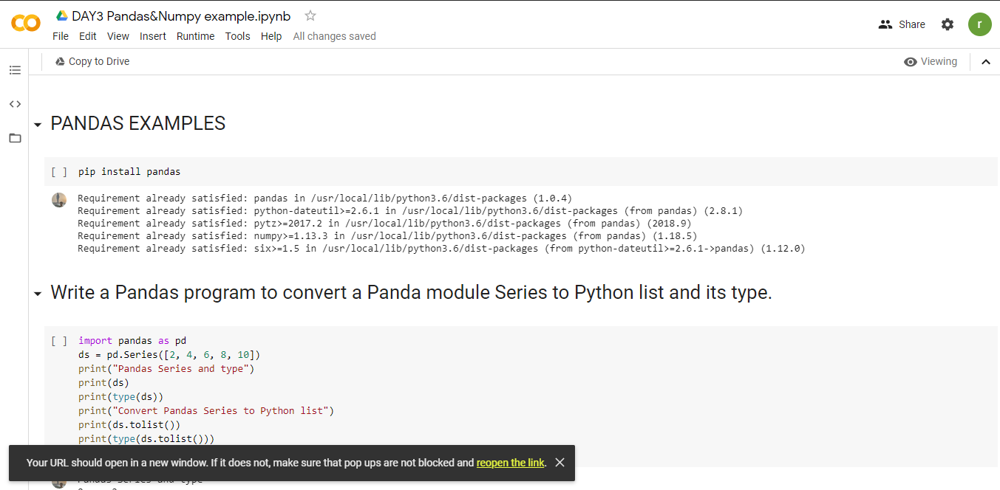 DAY3 Pandas&Numpy example.ipynb
File Edit View Insert Runtime Tools Help All changes saved
Share
r
Copy to Drive
Viewing
PANDAS EXAMPLES
[ ] pip install pandas
Requirement already satisfied: pandas in /usr/local/lib/python3.6/dist-packages (1.0.4)
Requirement already satisfied: python-dateutil>=2.6.1 in /usr/local/lib/python3.6/dist-packages (from pandas) (2.8.1)
Requirement already satisfied: pytz>=2017.2 in /usr/local/lib/python3.6/dist-packages (from pandas) (2018.9)
Requirement already satisfied: numpy>=1.13.3 in /usr/local/lib/python3.6/dist-packages (from pandas) (1.18.5)
Requirement already satisfied: six>=1.5 in /usr/local/lib/python3.6/dist-packages (from python-dateutil>=2.6.1->pandas) (1.12.0)
Write a Pandas program to convert a Panda module Series to Python list and its type.
[ ] import pandas as pd
ds = pd.Series([2, 4, 6, 8, 10])
print("Pandas Series and type")
print(ds)
print(type(ds))
print("Convert Pandas Series to Python list")
print(ds.tolist())
print(type(ds.tolist()))
Your URL should open in a new window. If it does not, make sure that pop ups are not blocked and reopen the link.
Pandas Series and type